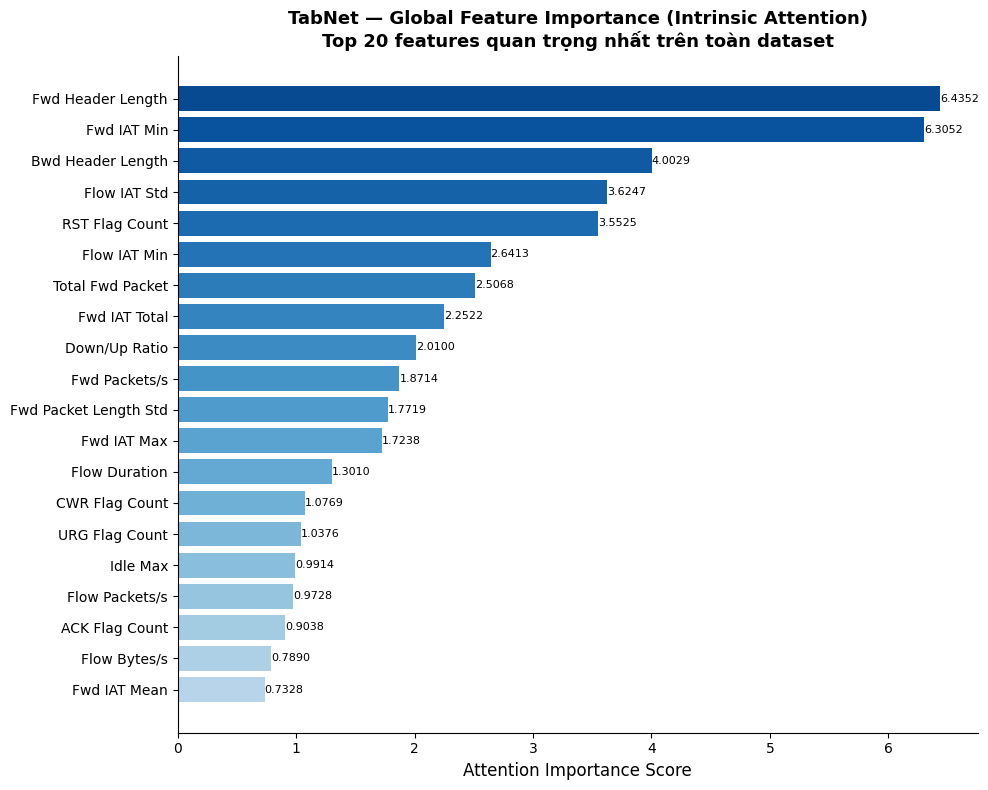 TabNet — Global Feature Importance (Intrinsic Attention)
Top 20 features quan trọng nhất trên toàn dataset
Fwd Header Length 6.4352
Fwd IAT Min 6.3052
Bwd Header Length 4.0029
Flow IAT Std 3.6247
RST Flag Count 3.5525
Flow IAT Min 2.6413
Total Fwd Packet 2.5068
Fwd IAT Total 2.2522
Down/Up Ratio 2.0100
Fwd Packets/s 1.8714
Fwd Packet Length Std 1.7719
Fwd IAT Max 1.7238
Flow Duration 1.3010
CWR Flag Count 1.0769
URG Flag Count 1.0376
Idle Max 0.9914
Flow Packets/s 0.9728
ACK Flag Count 0.9038
Flow Bytes/s 0.7890
Fwd IAT Mean 0.7328
0 1 2 3 4 5 6
Attention Importance Score